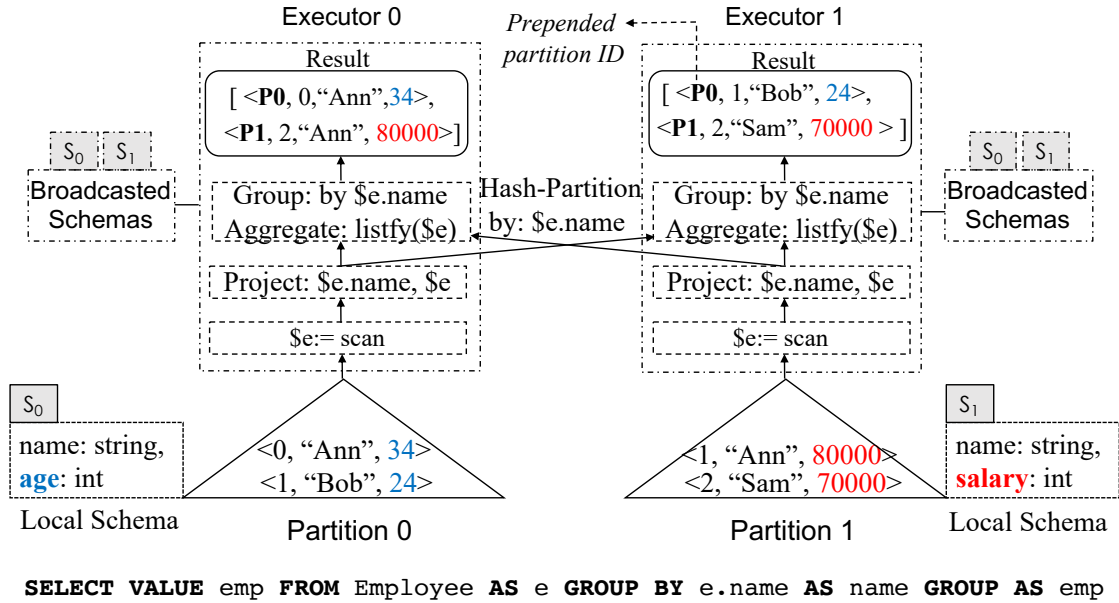 Executor 0
Executor 1
Prepended
partition ID
Result
[ <P0, 0,“Ann”,34>,
<P1, 2,“Ann”, 80000>]
Result
[ <P0, 1,“Bob”, 24>,
<P1, 2,“Sam”, 70000 > ]
S0 S1
Broadcasted
Schemas
Group: by $e.name
Aggregate: listfy($e)
Hash-Partition
by: $e.name
Group: by $e.name
Aggregate: listfy($e)
S0 S1
Broadcasted
Schemas
Project: $e.name, $e
Project: $e.name, $e
$e:= scan
$e:= scan
S0
name: string,
age: int
Local Schema
<0, “Ann”, 34>
<1, “Bob”, 24>
Partition 0
<1, “Ann”, 80000>
<2, “Sam”, 70000>
Partition 1
S1
name: string,
salary: int
Local Schema
SELECT VALUE emp FROM Employee AS e GROUP BY e.name AS name GROUP AS emp